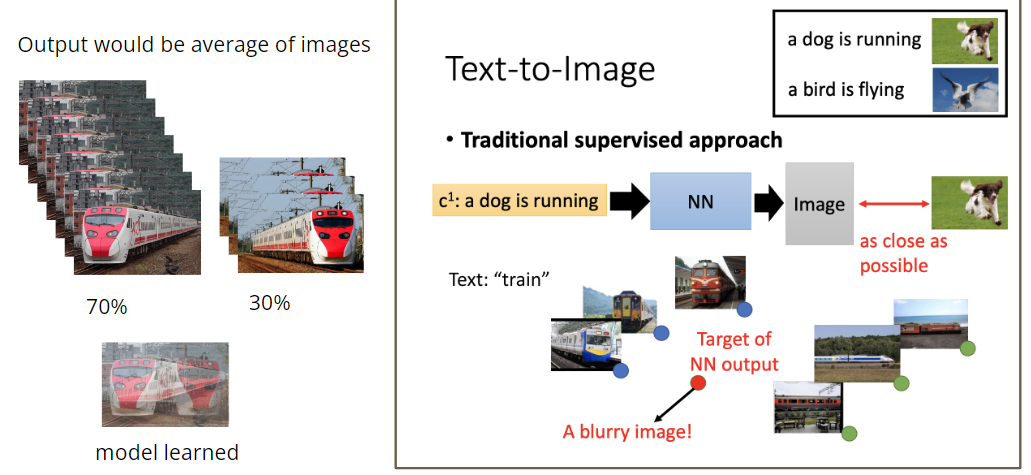 Output would be average of images
70%
30%
model learned
a dog is running
a bird is flying
Text-to-Image
• Traditional supervised approach
c¹: a dog is running
NN
Image
as close as
possible
Text: “train”
Target of
NN output
A blurry image!